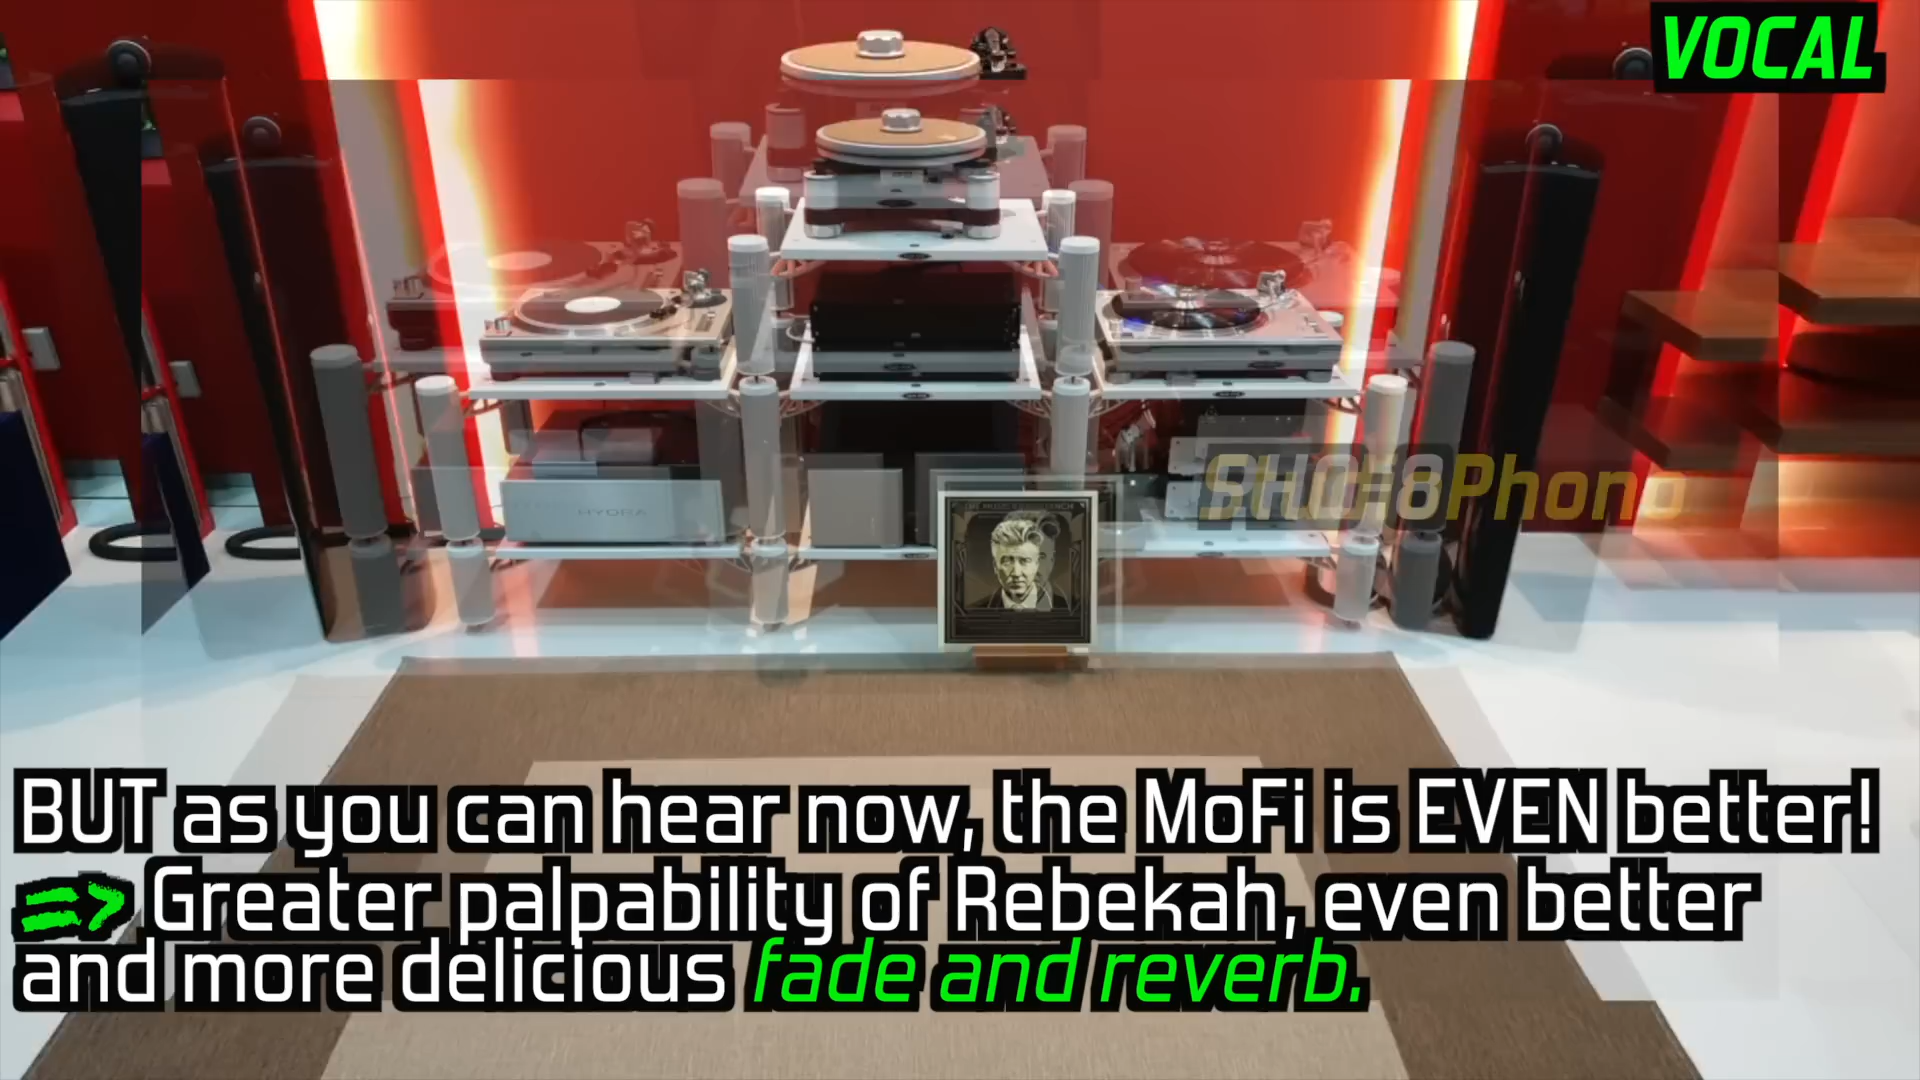 VOCAL
HYDRA
BUT as you can hear now, the MoFi is EVEN better!
=> Greater palpability of Rebekah, even better
and more delicious fade and reverb.